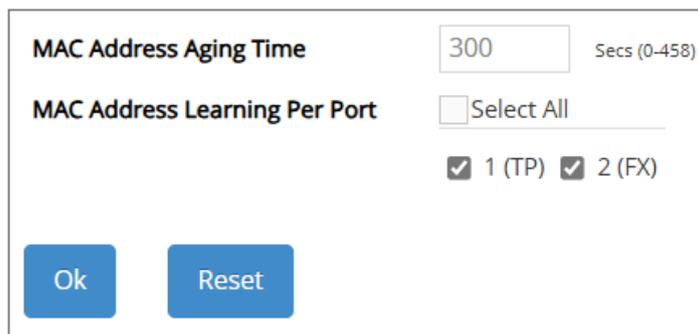 MAC Address Aging Time 300 Secs (0-458)
MAC Address Learning Per Port Select All
1 (TP) 2 (FX)
Ok Reset